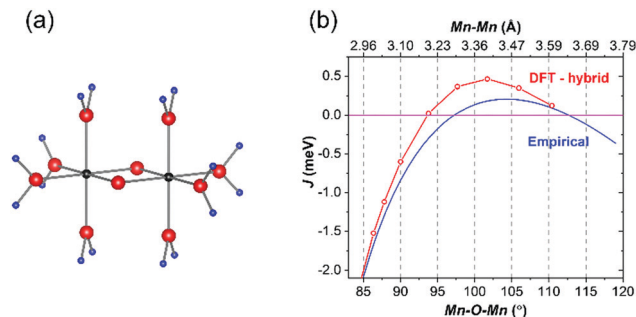 (a)
(b)
Mn-Mn (Å)
2.96 3.10 3.23 3.36 3.47 3.59 3.69 3.79
DFT - hybrid
Empirical
J (meV)
0.5
0.0
-0.5
-1.0
-1.5
-2.0
85 90 95 100 105 110 115 120
Mn-O-Mn (°)